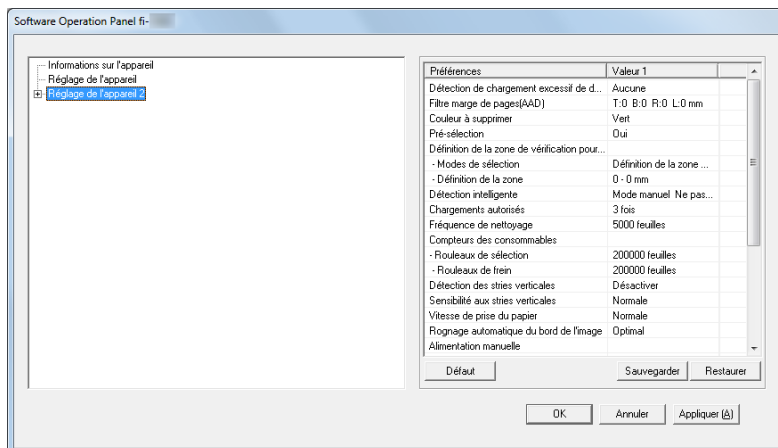 Software Operation Panel fi-
Informations sur l'appareil
Réglage de l'appareil
Réglage de l'appareil 2
Préférences Valeur 1
Détection de chargement excessif de d... Aucune
Filtre marge de pages(AAD) T:0 B:0 R:0 L:0 mm
Couleur à supprimer Vert
Pré-sélection Oui
Définition de la zone de vérification pour...
- Modes de sélection Définition de la zone ...
- Définition de la zone 0 - 0 mm
Détection intelligente Mode manuel Ne pas...
Chargements autorisés 3 fois
Fréquence de nettoyage 5000 feuilles
Compteurs des consommables
- Rouleaux de sélection 200000 feuilles
- Rouleaux de frein 200000 feuilles
Détection des stries verticales Désactiver
Sensibilité aux stries verticales Normale
Vitesse de prise du papier Normale
Rognage automatique du bord de l'image Optimal
Alimentation manuelle
Défaut Sauvegarder Restaurer
OK Annuler Appliquer (A)